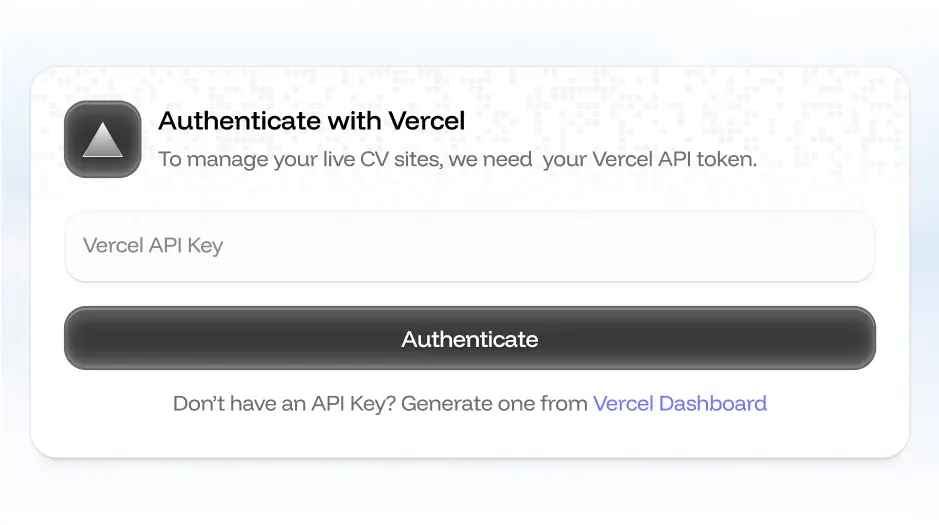 Authenticate with Vercel
To manage your live CV sites, we need  your Vercel API token.
Vercel API Key
Authenticate
Don’t have an API Key? Generate one from Vercel Dashboard